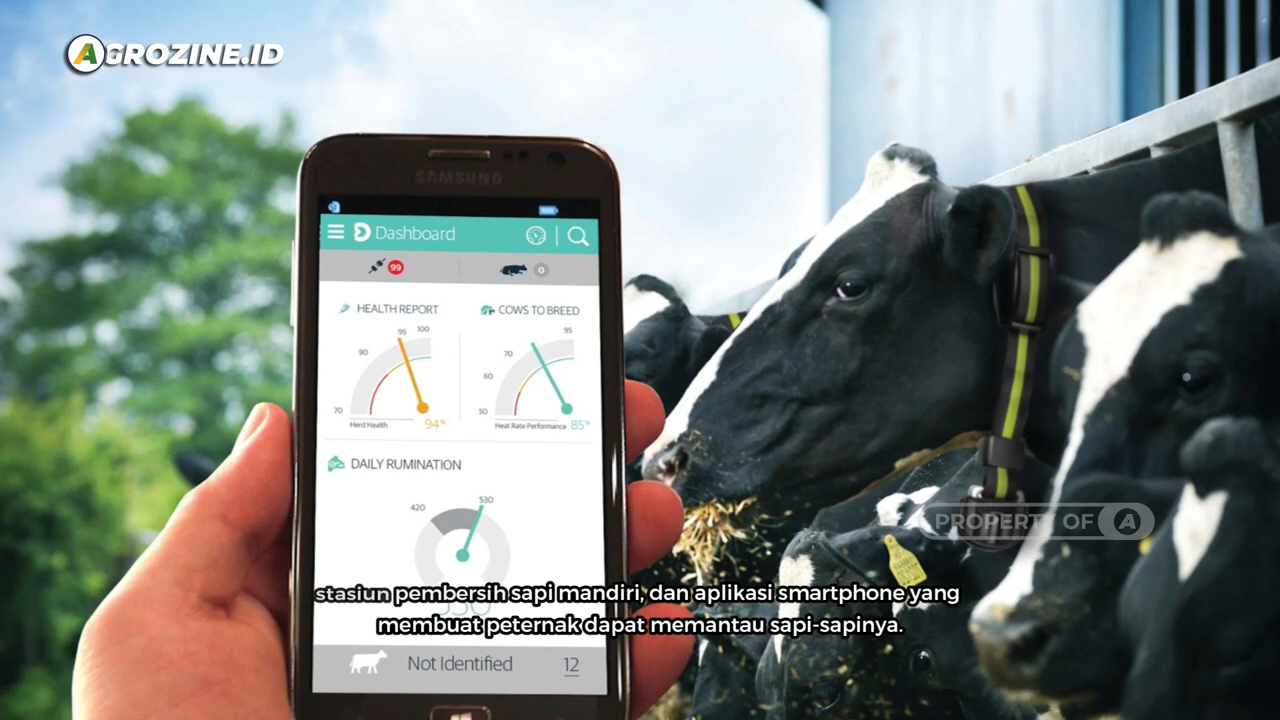 AGROZINE.ID
SAMSUNG
Dashboard
99
0
HEALTH REPORT
COWS TO BREED
95
100
90
70
Herd Health
94%
95
70
60
50
Heat Rate Performance
85%
DAILY RUMINATION
420
530
530
stasiun pembersih sapi mandiri, dan aplikasi smartphone yang
membuat peternak dapat memantau sapi-sapinya.
Not Identified
12
PROPERTY OF A